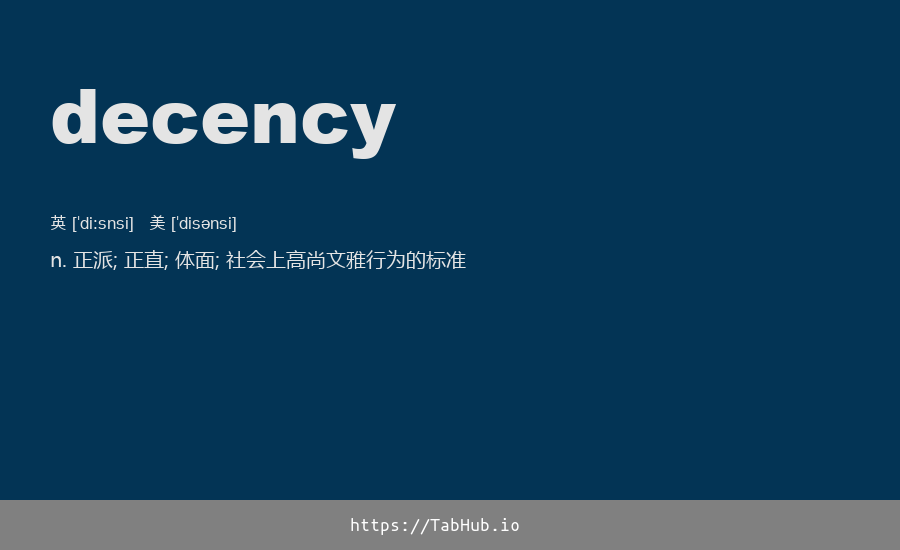 decency
英 [ˈdiːsnsi] 美 [ˈdisənsi]
n. 正派; 正直; 体面; 社会上高尚文雅行为的标准
https://TabHub.io